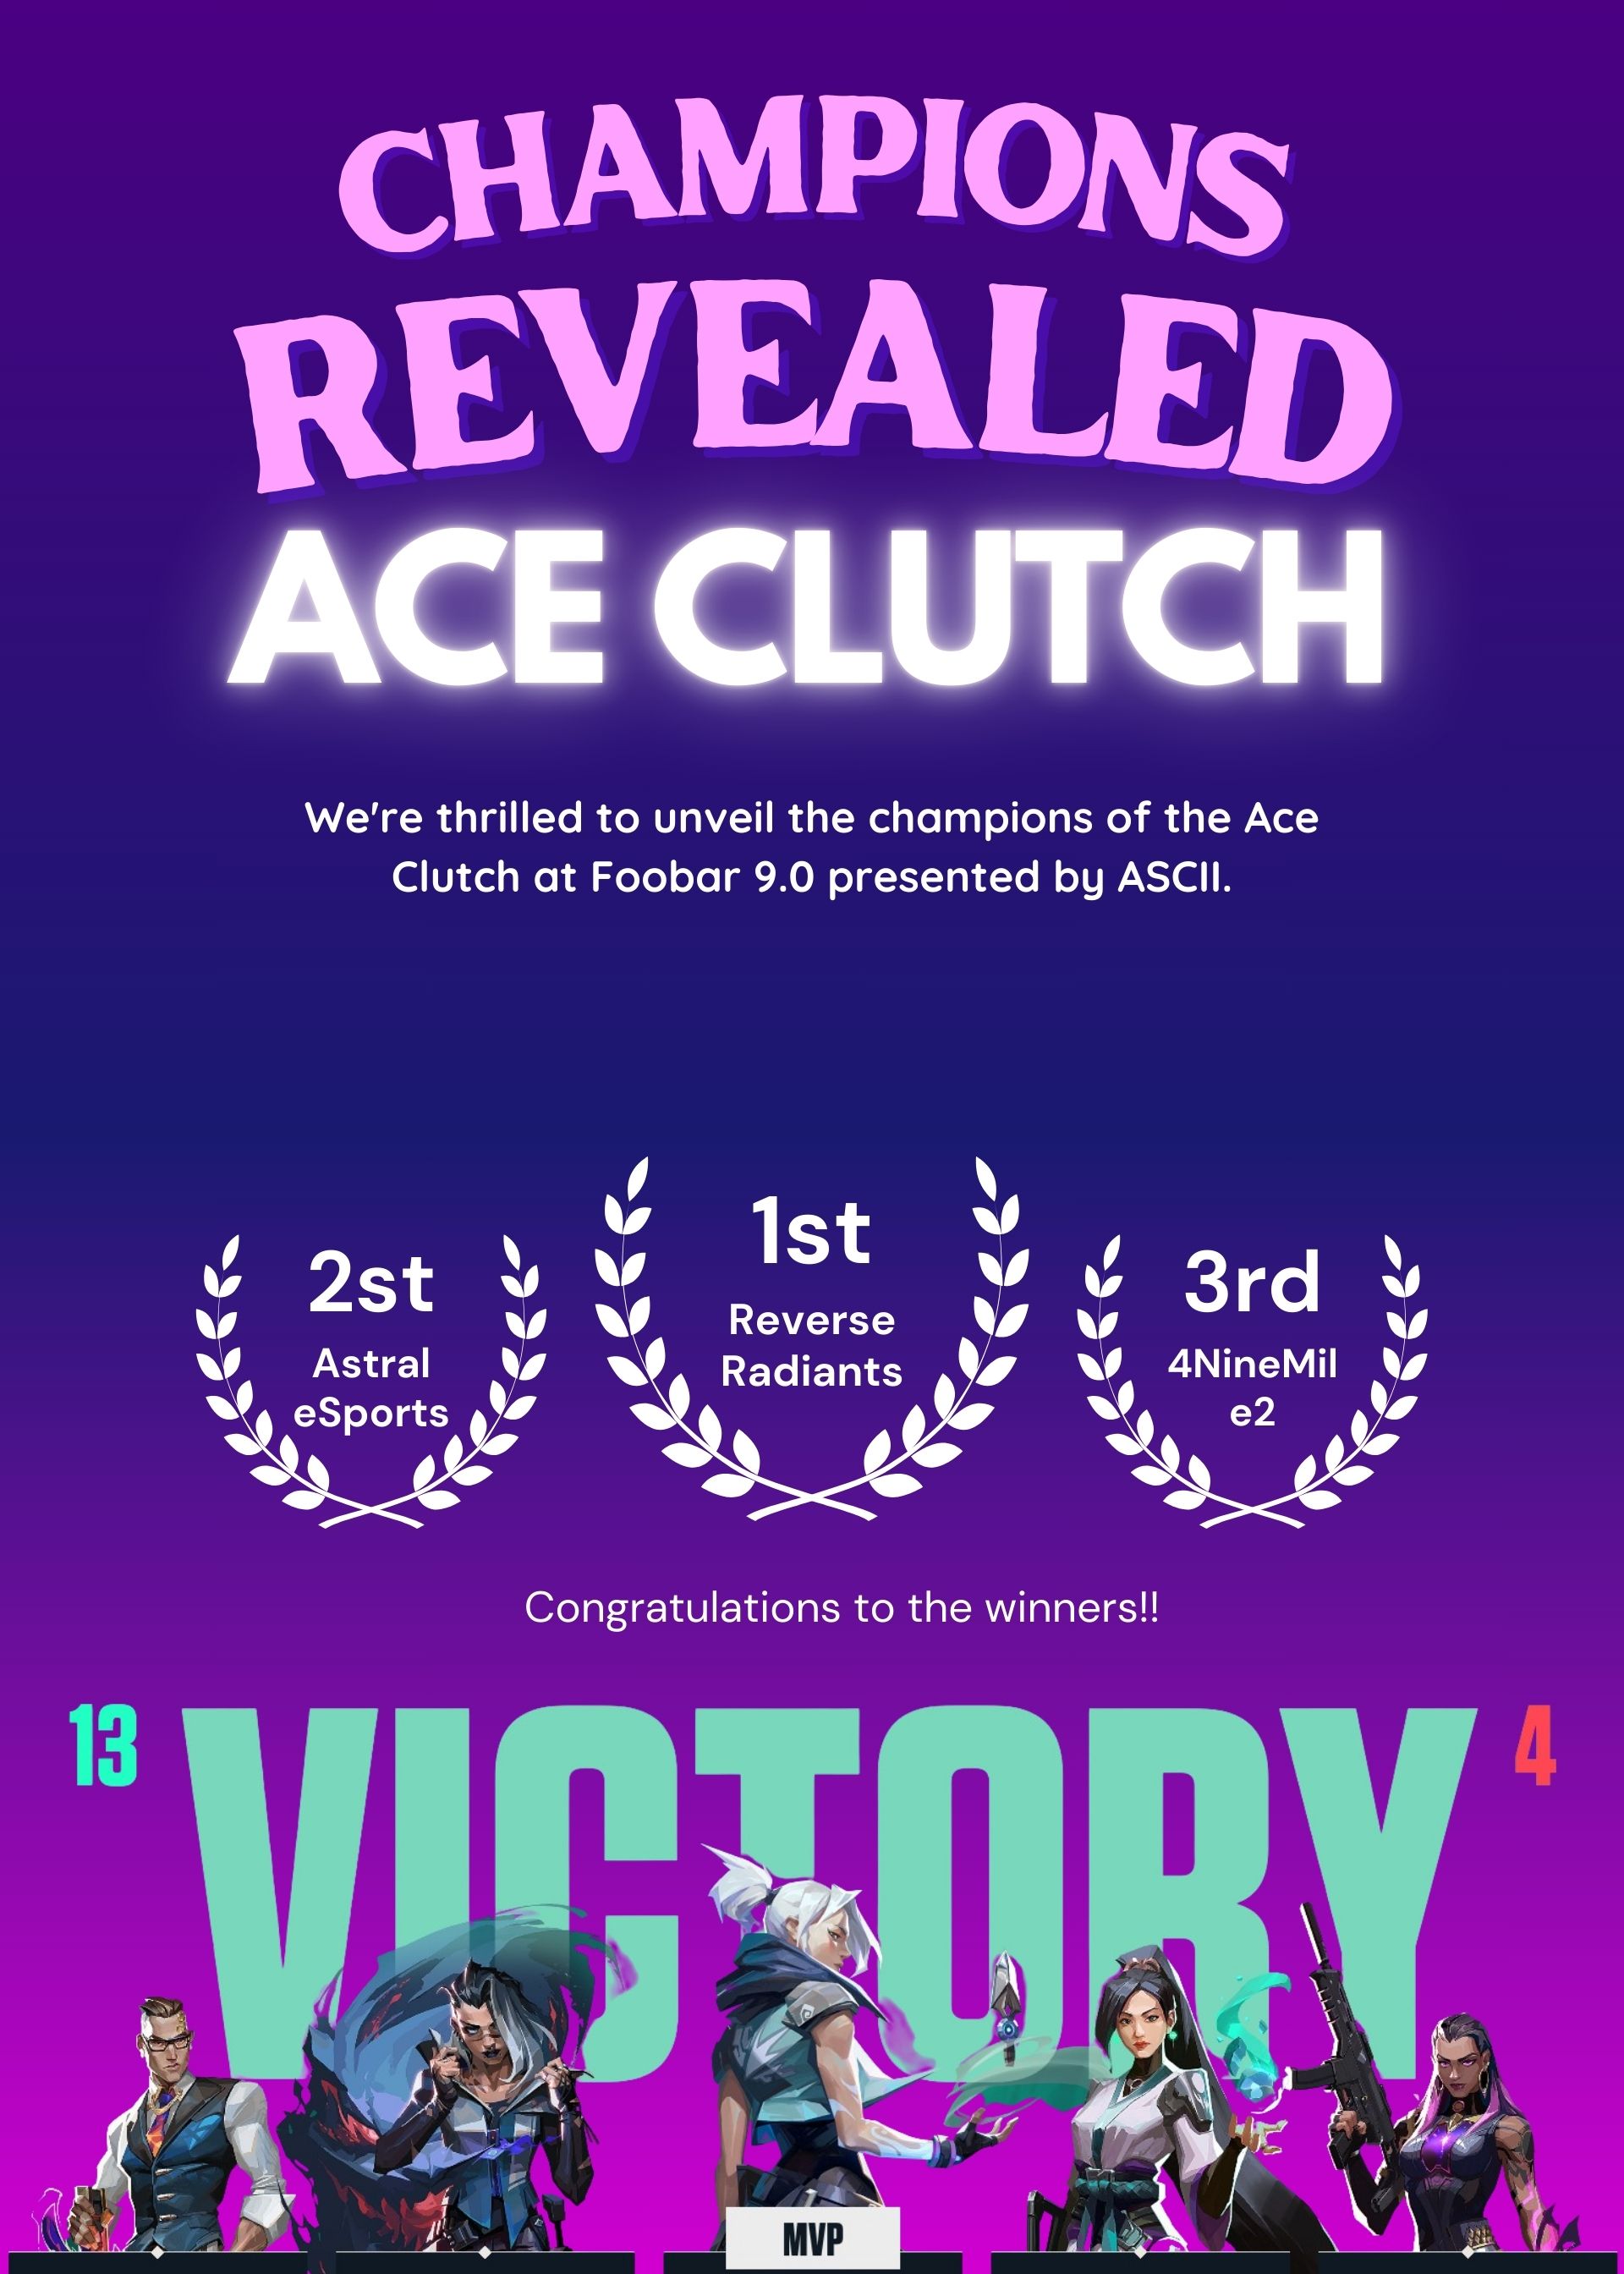 CHAMPIONS
REVEALED
ACE CLUTCH
We're thrilled to unveil the champions of the Ace
Clutch at Foobar 9.0 presented by ASCII.
2st
Astral
eSports
1st
Reverse
Radiants
3rd
4NineMil
e2
Congratulations to the winners!!
13
VICTORY
4
MVP